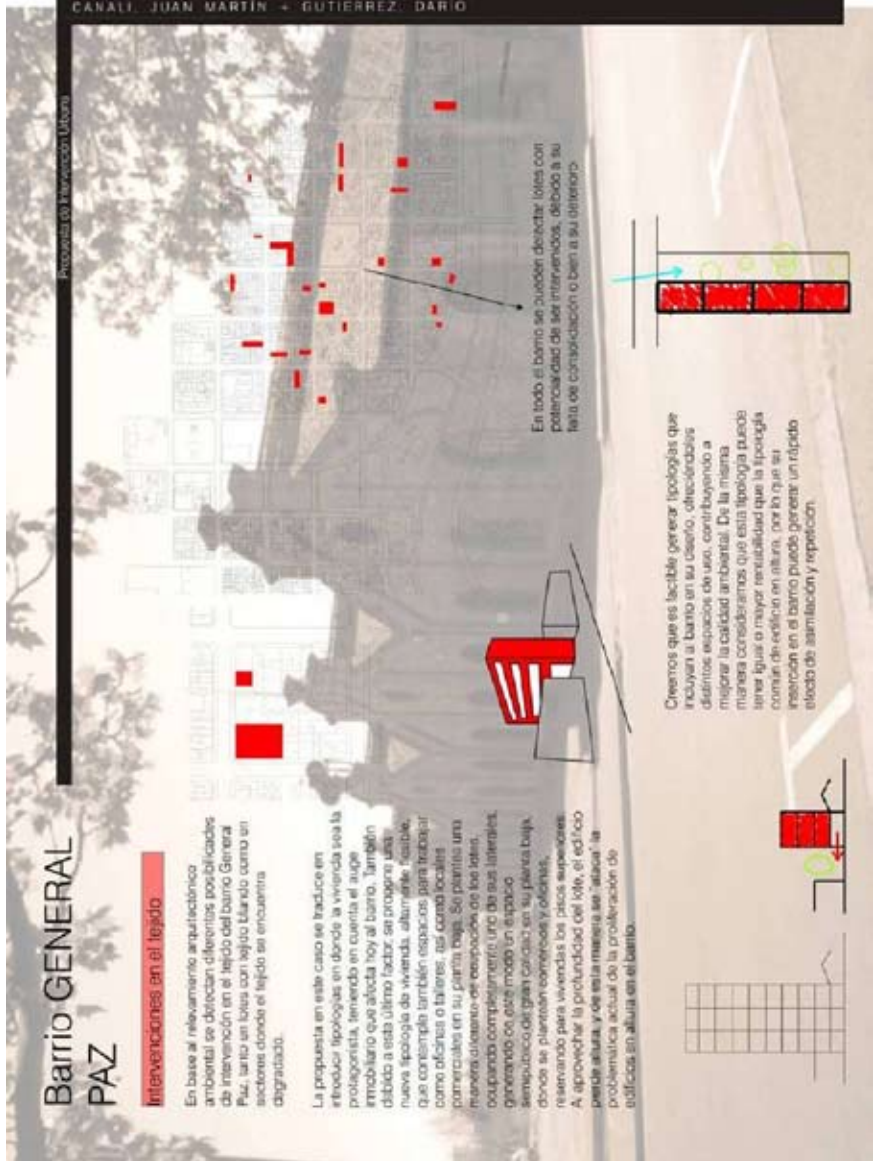 CANALI, JUAN MARTÍN + GUTIERREZ, DARÍO
Propuesta de Intervención Urbana
Barrio GENERAL
PAZ
Intervenciones en el tejido
En base al relevamiento arquitectónico
ambiental se detectan diferentes posibilidades
de intervención en el tejido del barrio General
Paz, tanto en lotes con tejido blando como en
sectores donde el tejido se encuentra
degradado.
La propuesta en este caso se traduce en
introducir tipologías en donde la vivienda sea la
protagonista, teniendo en cuenta el auge
inmobiliario que afecta hoy al barrio. También
debido a esta último factor, se propone una
nueva tipología de vivienda, altamente flexible,
que contemple también espacios para trabajar
como oficinas o talleres, así como locales
comerciales en su planta baja. Se plantea una
manera diferente de ocupación de los lotes,
ocupando completamente uno de sus laterales,
generando de este modo un espacio
semipúblico de gran calidad en su planta baja,
donde se plantean comercios y oficinas,
reservando para viviendas los pisos superiores.
Al aprovechar la profundidad del lote, el edificio
pierde altura, y de esta manera se "ataca" la
problemática actual de la proliferación de
edificios en altura en el barrio.
En todo el barrio se pueden detectar lotes con
potencialidad de ser intervenidos, debido a su
falta de consolidación o bien a su deterioro
Creemos que es factible generar tipologías que
incluyan a barrio en su diseño, ofreciéndoles
distintos espacios de uso, contribuyendo a
mejorar la calidad ambiental. De la misma
manera consideramos que esta tipología puede
tener igual o mayor rentabilidad que la tipología
común de edificio en altura, por lo que su
inserción en el barrio puede generar un rápido
efecto de asimilación y repetición.